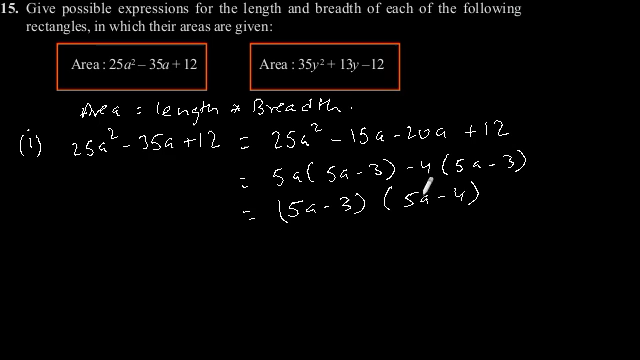 15. Give possible expressions for the length and breadth of each of the following
rectangles, in which their areas are given:
Area : 25a² – 35a + 12
Area : 35y² + 13y – 12
Area = length * Breadth.
(i) 25a² - 35a + 12 = 25a² - 15a - 20a + 12
= 5a(5a - 3) - 4(5a - 3)
= (5a - 3) (5a - 4)